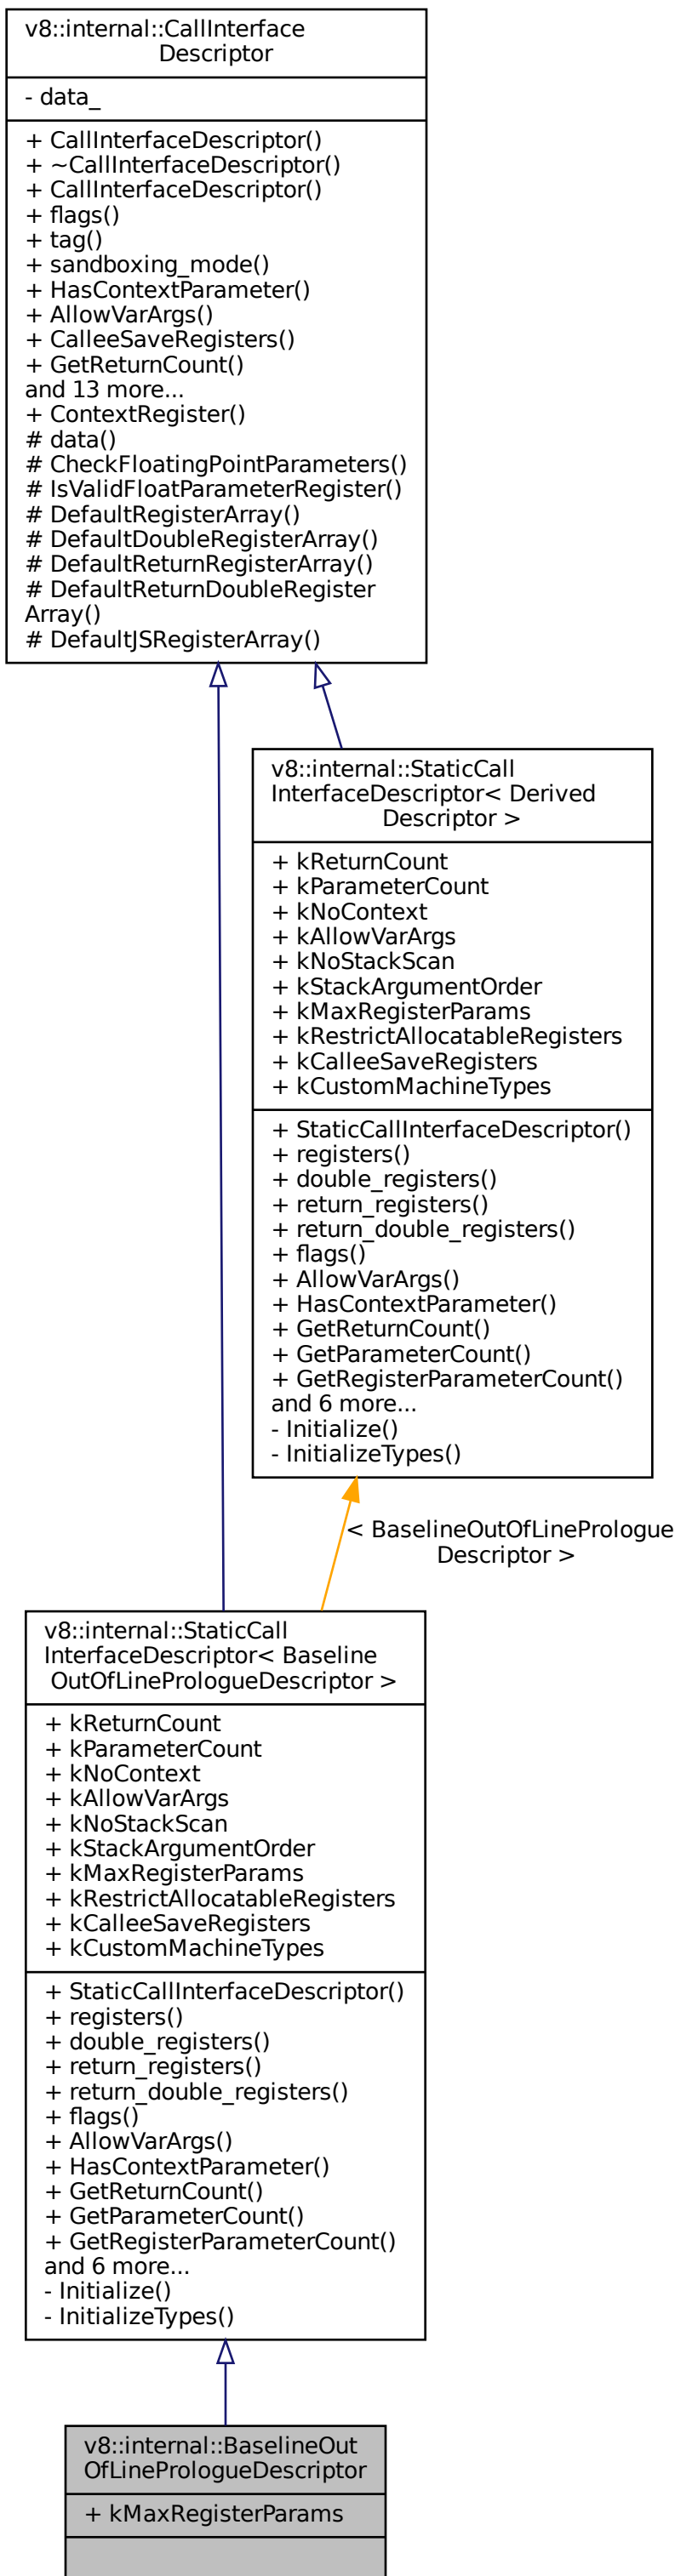 v8::internal::CallInterface
Descriptor
- data_
+ CallInterfaceDescriptor()
+ ~CallInterfaceDescriptor()
+ CallInterfaceDescriptor()
+ flags()
+ tag()
+ sandboxing_mode()
+ HasContextParameter()
+ AllowVarArgs()
+ CalleeSaveRegisters()
+ GetReturnCount()
and 13 more...
+ ContextRegister()
# data()
# CheckFloatingPointParameters()
# IsValidFloatParameterRegister()
# DefaultRegisterArray()
# DefaultDoubleRegisterArray()
# DefaultReturnRegisterArray()
# DefaultReturnDoubleRegister
Array()
# DefaultJSRegisterArray()
v8::internal::StaticCall
InterfaceDescriptor< Derived
Descriptor >
+ kReturnCount
+ kParameterCount
+ kNoContext
+ kAllowVarArgs
+ kNoStackScan
+ kStackArgumentOrder
+ kMaxRegisterParams
+ kRestrictAllocatableRegisters
+ kCalleeSaveRegisters
+ kCustomMachineTypes
+ StaticCallInterfaceDescriptor()
+ registers()
+ double_registers()
+ return_registers()
+ return_double_registers()
+ flags()
+ AllowVarArgs()
+ HasContextParameter()
+ GetReturnCount()
+ GetParameterCount()
+ GetRegisterParameterCount()
and 6 more...
- Initialize()
- InitializeTypes()
< BaselineOutOfLinePrologue
Descriptor >
v8::internal::StaticCall
InterfaceDescriptor< Baseline
OutOfLinePrologueDescriptor >
+ kReturnCount
+ kParameterCount
+ kNoContext
+ kAllowVarArgs
+ kNoStackScan
+ kStackArgumentOrder
+ kMaxRegisterParams
+ kRestrictAllocatableRegisters
+ kCalleeSaveRegisters
+ kCustomMachineTypes
+ StaticCallInterfaceDescriptor()
+ registers()
+ double_registers()
+ return_registers()
+ return_double_registers()
+ flags()
+ AllowVarArgs()
+ HasContextParameter()
+ GetReturnCount()
+ GetParameterCount()
+ GetRegisterParameterCount()
and 6 more...
- Initialize()
- InitializeTypes()
v8::internal::BaselineOut
OfLinePrologueDescriptor
+ kMaxRegisterParams